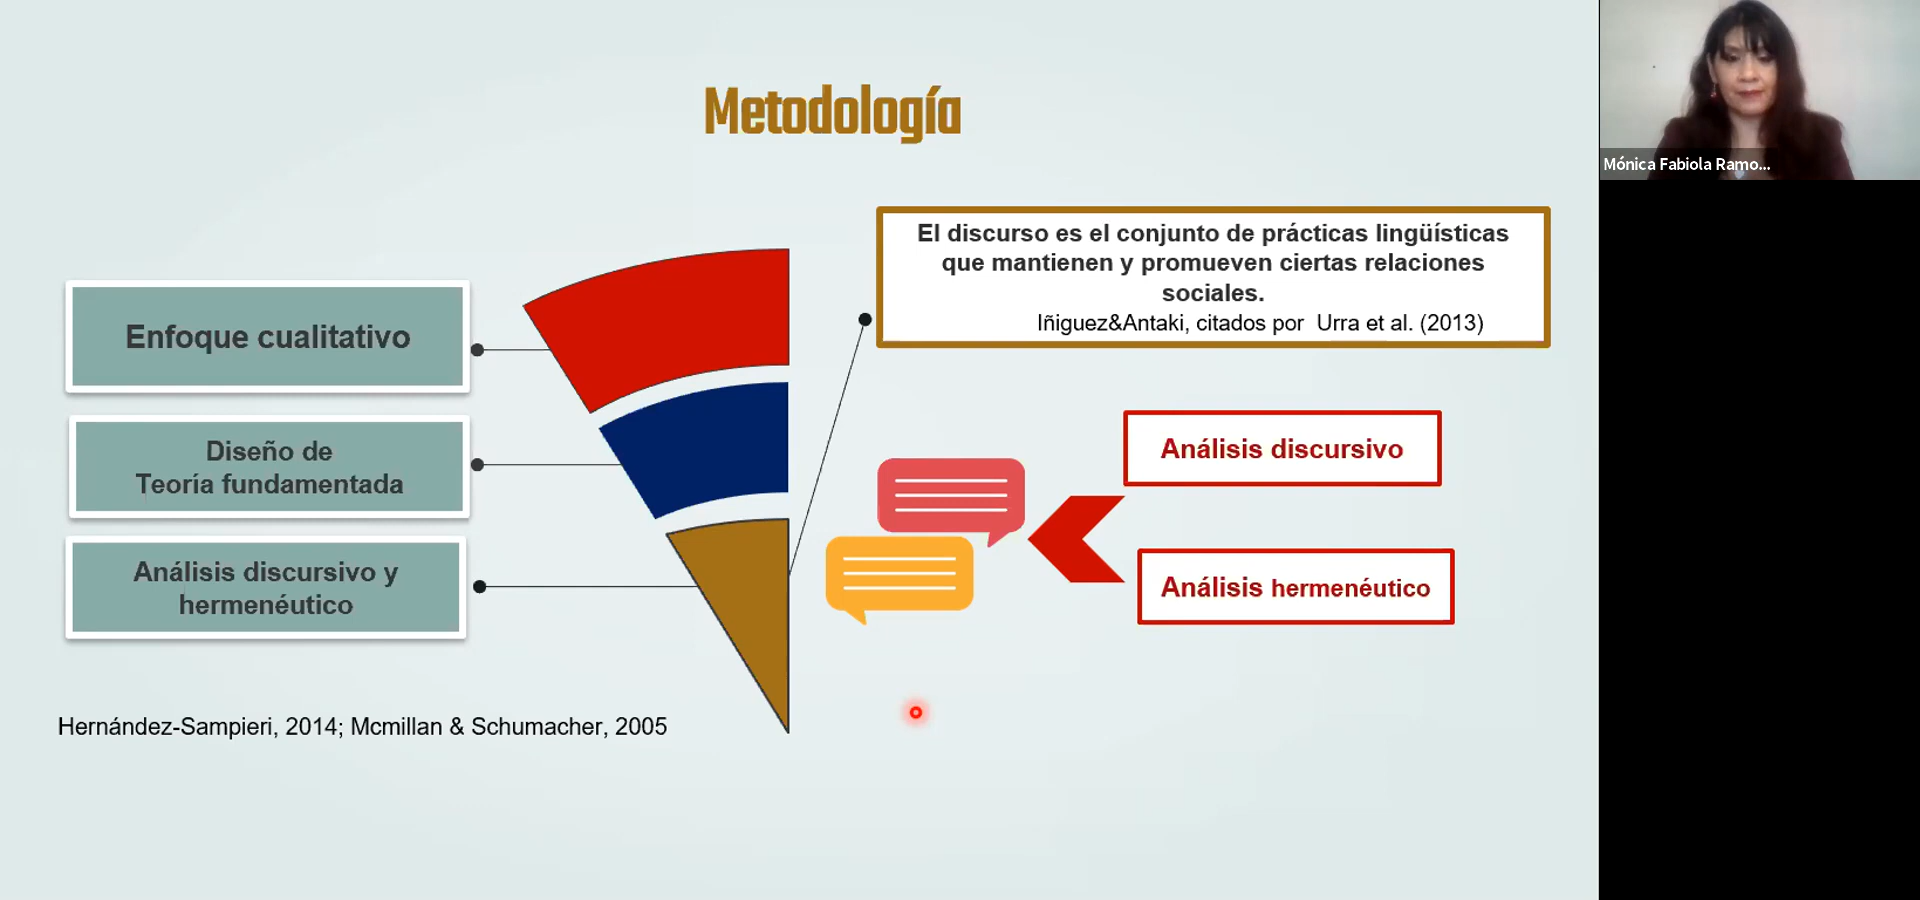 Metodología
Enfoque cualitativo
Diseño de
Teoría fundamentada
Análisis discursivo y
hermenéutico
Hernández-Sampieri, 2014; Mcmillan & Schumacher, 2005
El discurso es el conjunto de prácticas lingüísticas
que mantienen y promueven ciertas relaciones
sociales.
Iñiguez&Antaki, citados por Urra et al. (2013)
Análisis discursivo
Análisis hermenéutico
Mónica Fabiola Ramo...